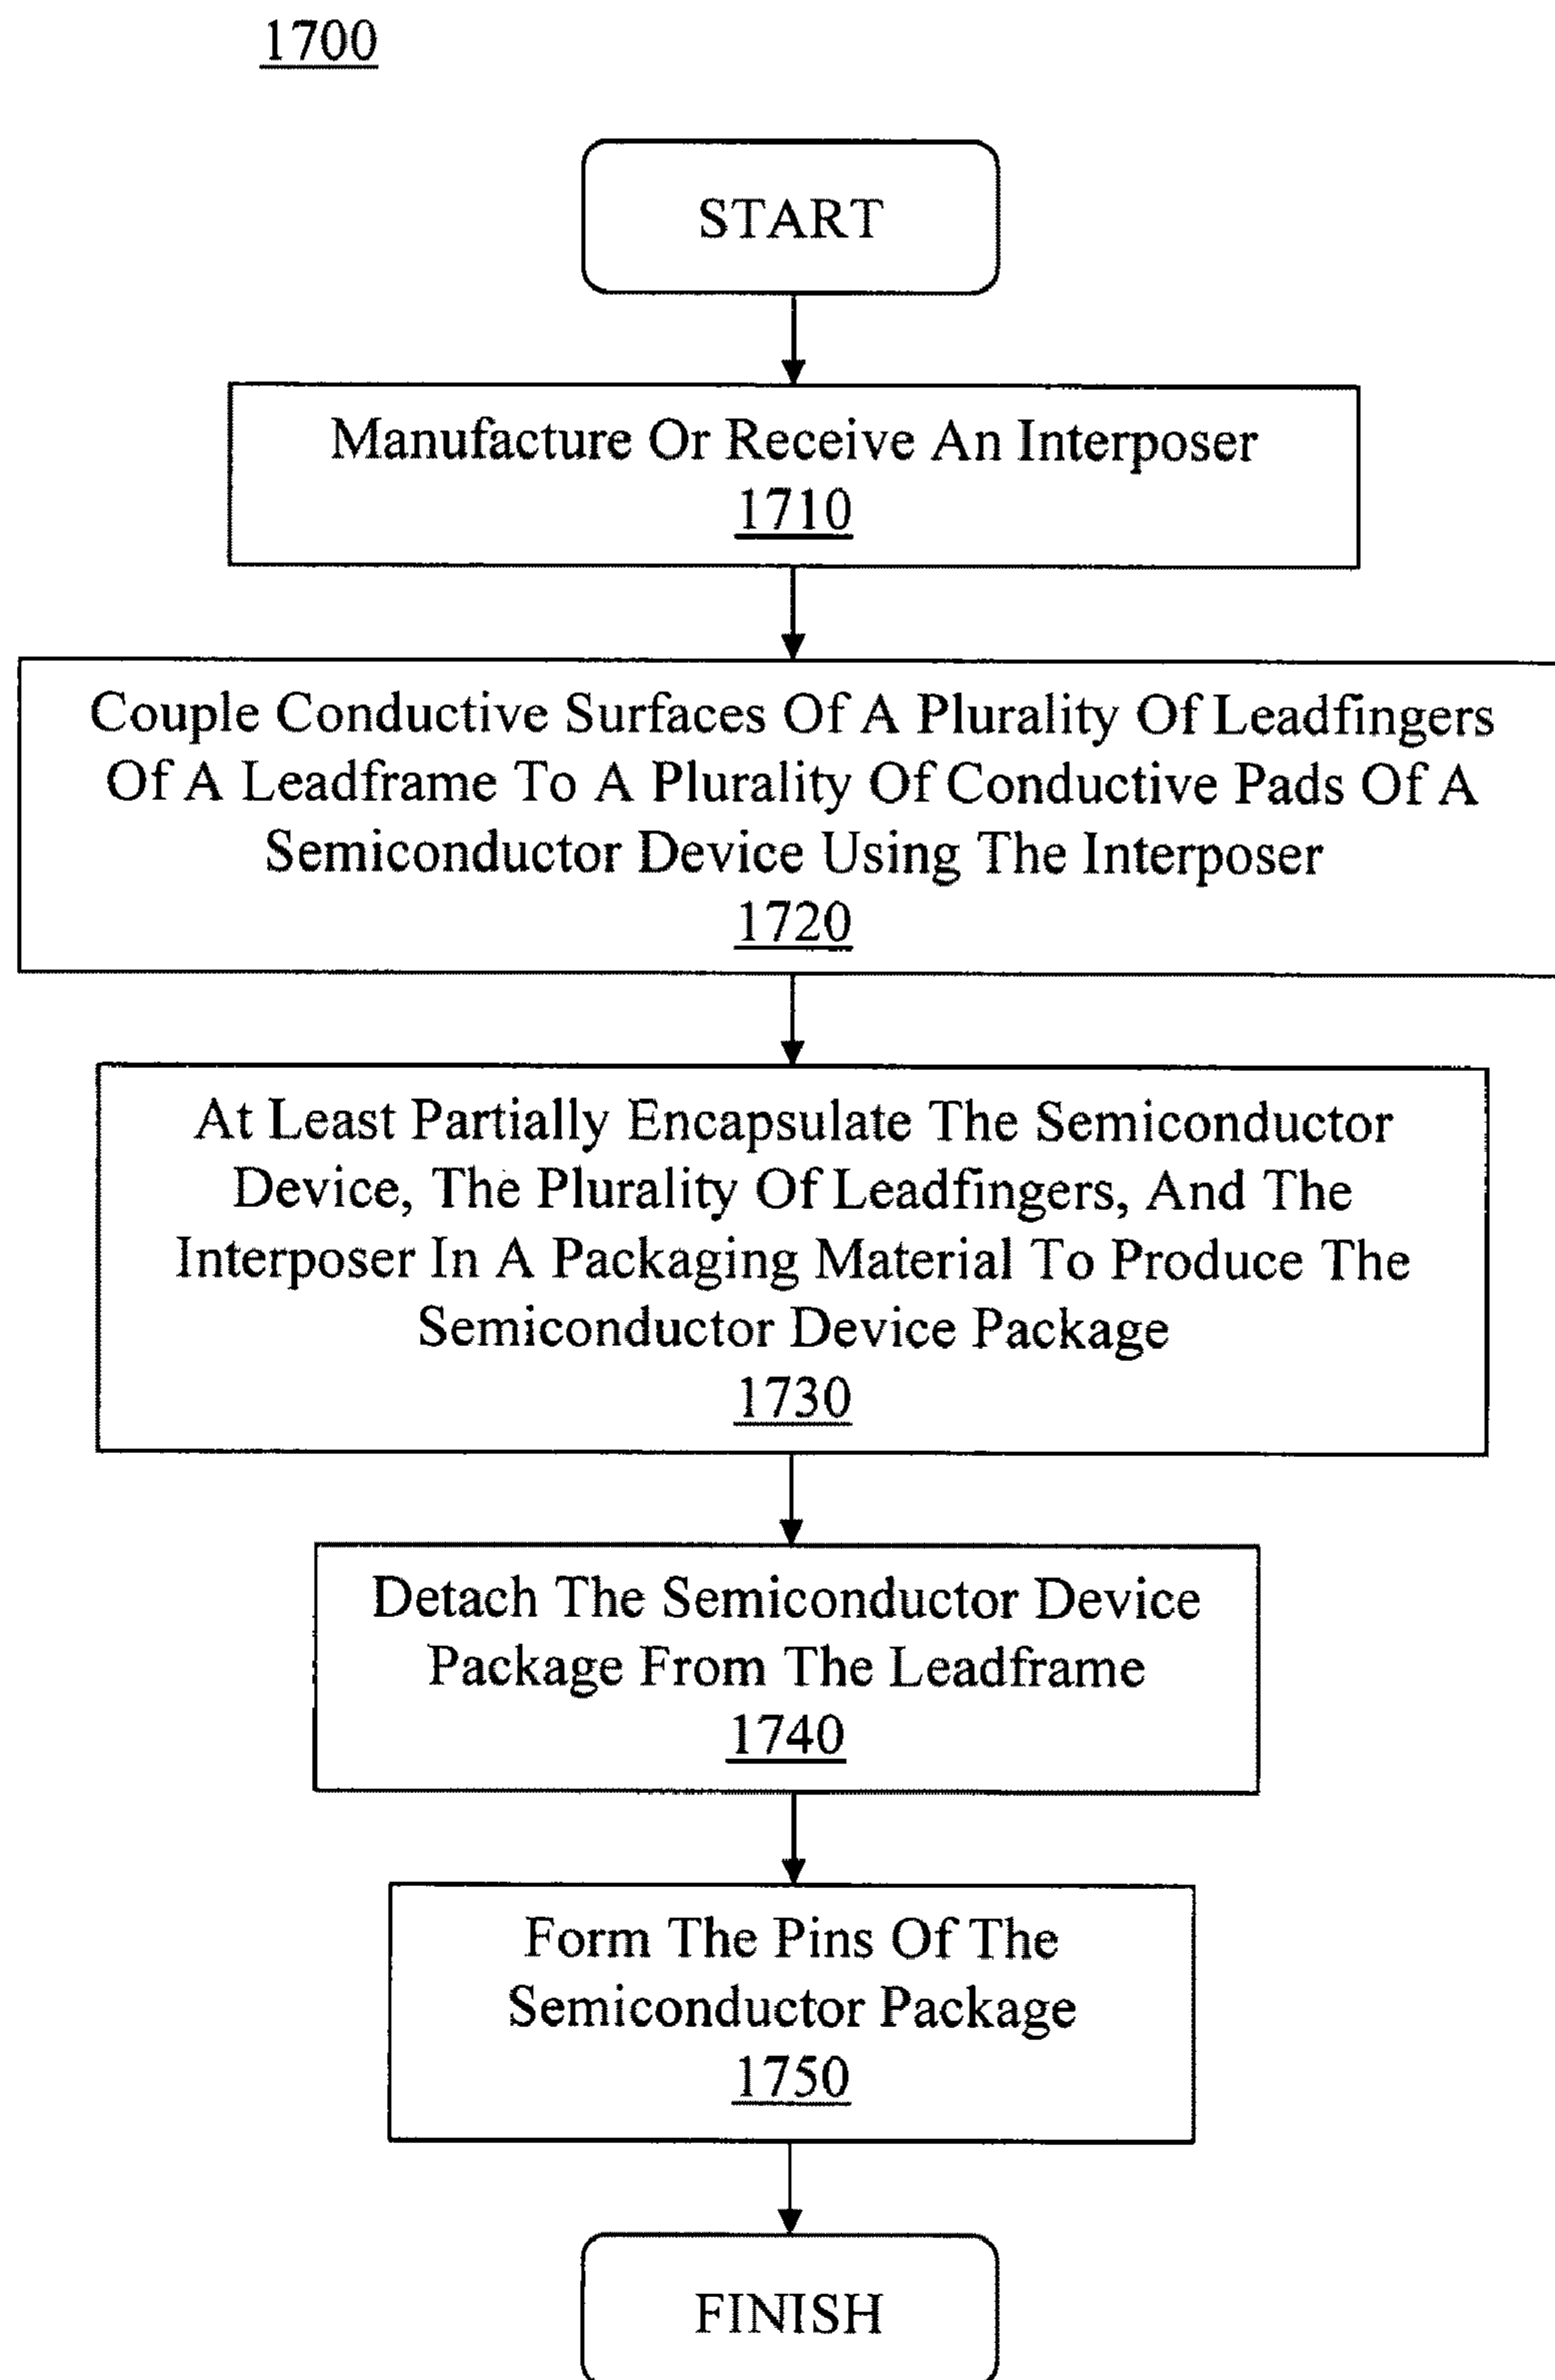 1700
START
Manufacture Or Receive An Interposer
1710
Couple Conductive Surfaces Of A Plurality Of Leadfingers
Of A Leadframe To A Plurality Of Conductive Pads Of A
Semiconductor Device Using The Interposer
1720
At Least Partially Encapsulate The Semiconductor
Device, The Plurality Of Leadfingers, And The
Interposer In A Packaging Material To Produce The
Semiconductor Device Package
1730
Detach The Semiconductor Device
Package From The Leadframe
1740
Form The Pins Of The
Semiconductor Package
1750
FINISH